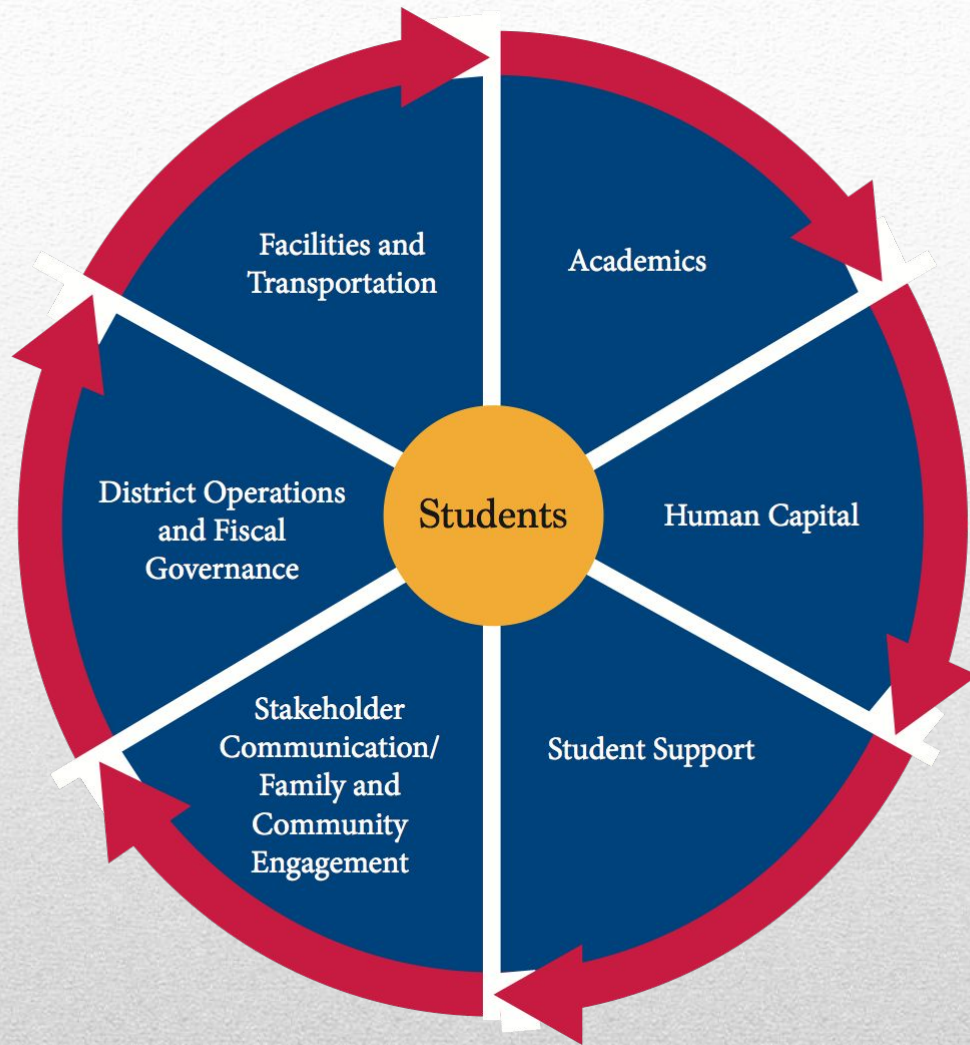 Facilities and
Transportation
Academics
District Operations
and Fiscal
Governance
Students
Human Capital
Stakeholder
Communication/
Family and
Community
Engagement
Student Support